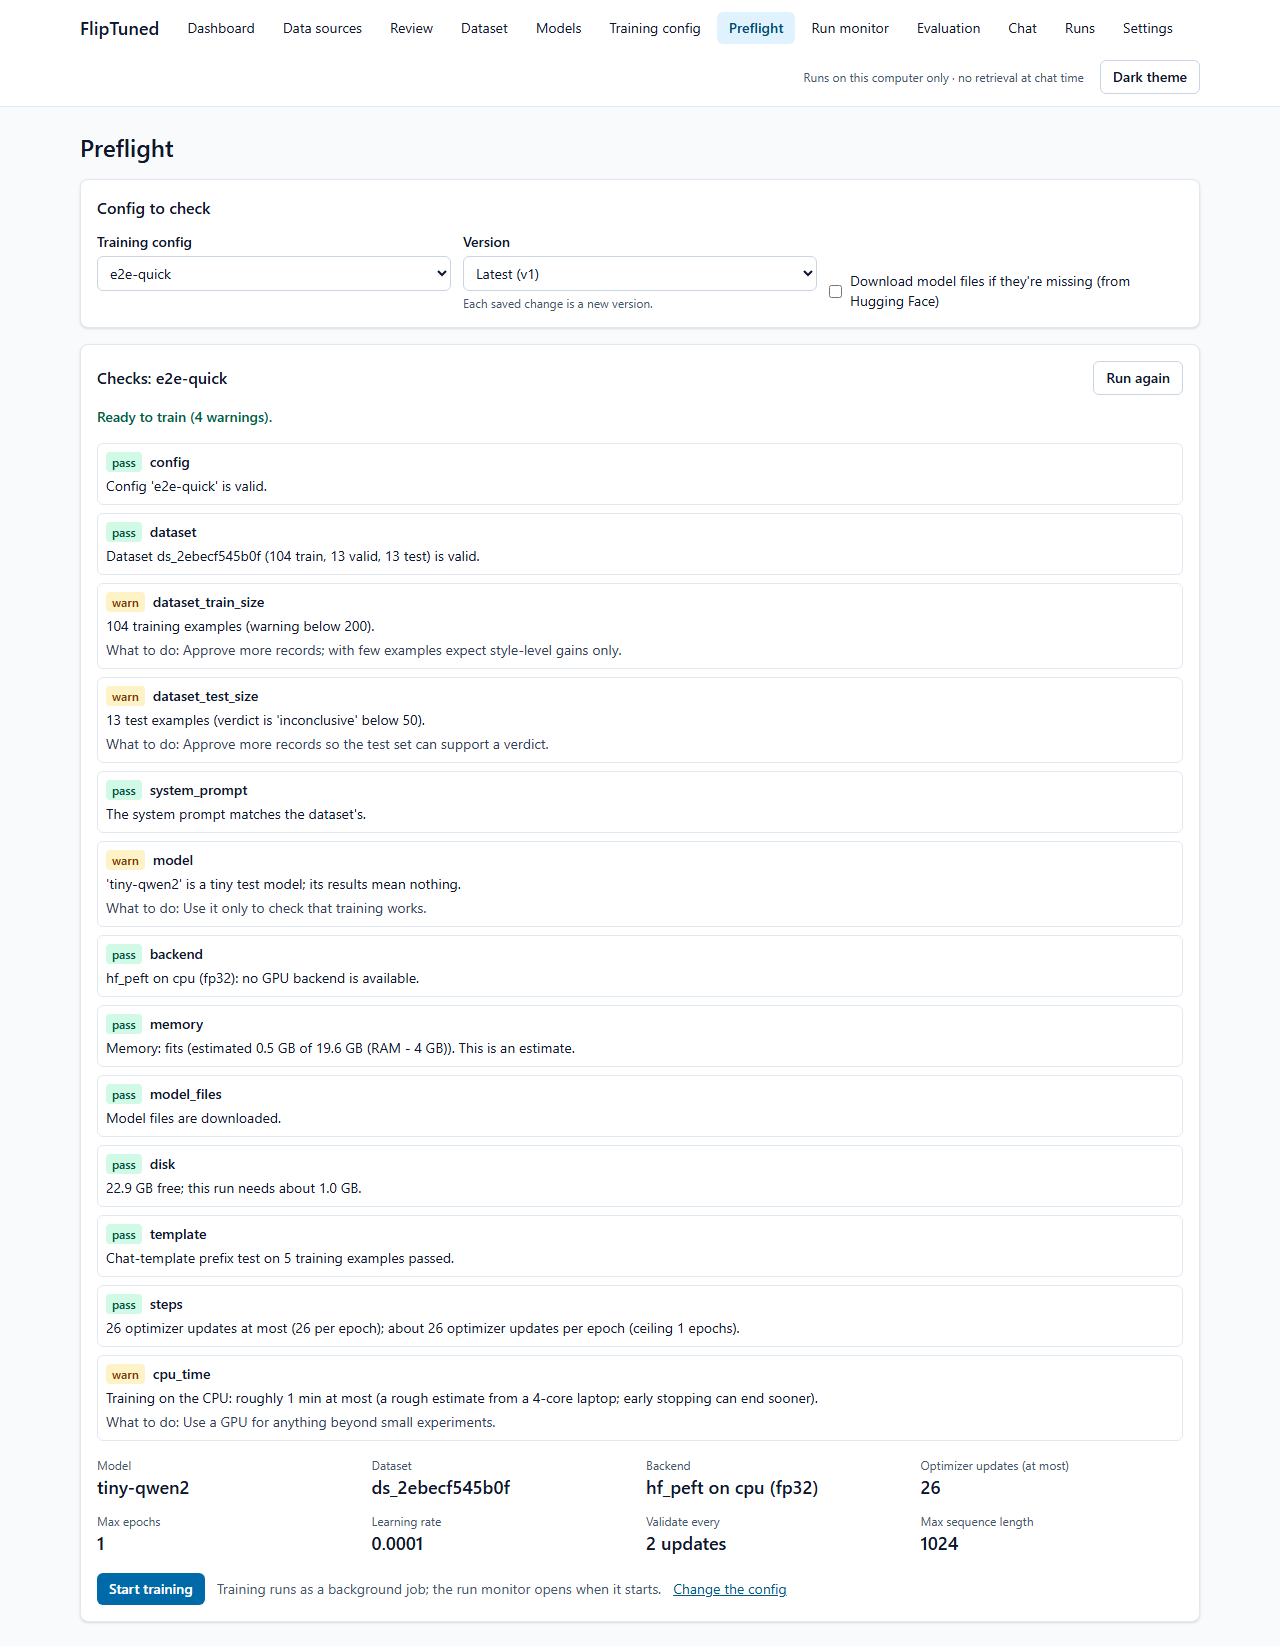 FlipTuned
Dashboard
Data sources
Review
Dataset
Models
Training config
Preflight
Run monitor
Evaluation
Chat
Runs
Settings
Runs on this computer only · no retrieval at chat time
Dark theme
Preflight
Config to check
Training config
Version
e2e-quick
Latest (v1)
Each saved change is a new version.
Download model files if they're missing (from
Hugging Face)
Checks: e2e-quick
Run again
Ready to train (4 warnings).
pass config
Config 'e2e-quick' is valid.
pass dataset
Dataset ds_2ebecf545b0f (104 train, 13 valid, 13 test) is valid.
warn dataset_train_size
104 training examples (warning below 200).
What to do: Approve more records; with few examples expect style-level gains only.
warn dataset_test_size
13 test examples (verdict is 'inconclusive' below 50).
What to do: Approve more records so the test set can support a verdict.
pass system_prompt
The system prompt matches the dataset's.
warn model
'tiny-qwen2' is a tiny test model; its results mean nothing.
What to do: Use it only to check that training works.
pass backend
hf_peft on cpu (fp32): no GPU backend is available.
pass memory
Memory: fits (estimated 0.5 GB of 19.6 GB (RAM - 4 GB)). This is an estimate.
pass model_files
Model files are downloaded.
pass disk
22.9 GB free; this run needs about 1.0 GB.
pass template
Chat-template prefix test on 5 training examples passed.
pass steps
26 optimizer updates at most (26 per epoch); about 26 optimizer updates per epoch (ceiling 1 epochs).
warn cpu_time
Training on the CPU: roughly 1 min at most (a rough estimate from a 4-core laptop; early stopping can end sooner).
What to do: Use a GPU for anything beyond small experiments.
Model
tiny-qwen2
Dataset
ds_2ebecf545b0f
Backend
hf_peft on cpu (fp32)
Optimizer updates (at most)
26
Max epochs
1
Learning rate
0.0001
Validate every
2 updates
Max sequence length
1024
Start training
Training runs as a background job; the run monitor opens when it starts.
Change the config